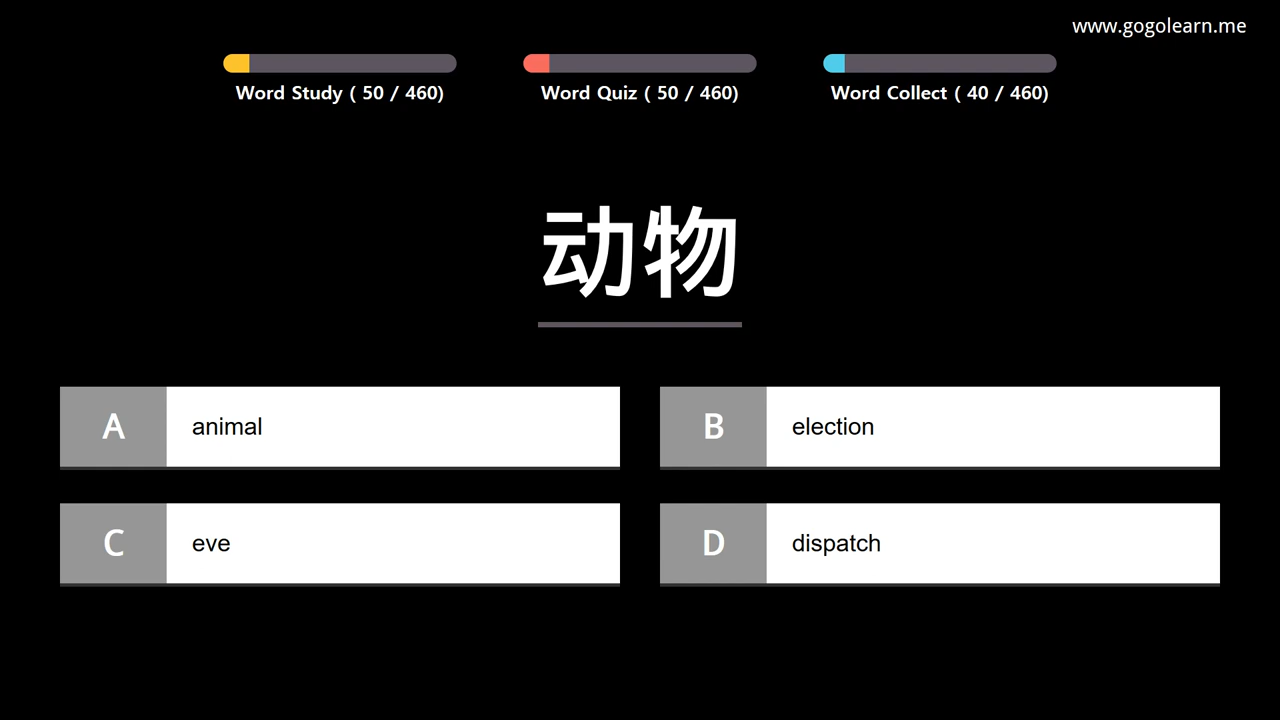 www.gogolearn.me
Word Study ( 50 / 460)
Word Quiz ( 50 / 460)
Word Collect ( 40 / 460)
动物
A animal
B election
C eve
D dispatch